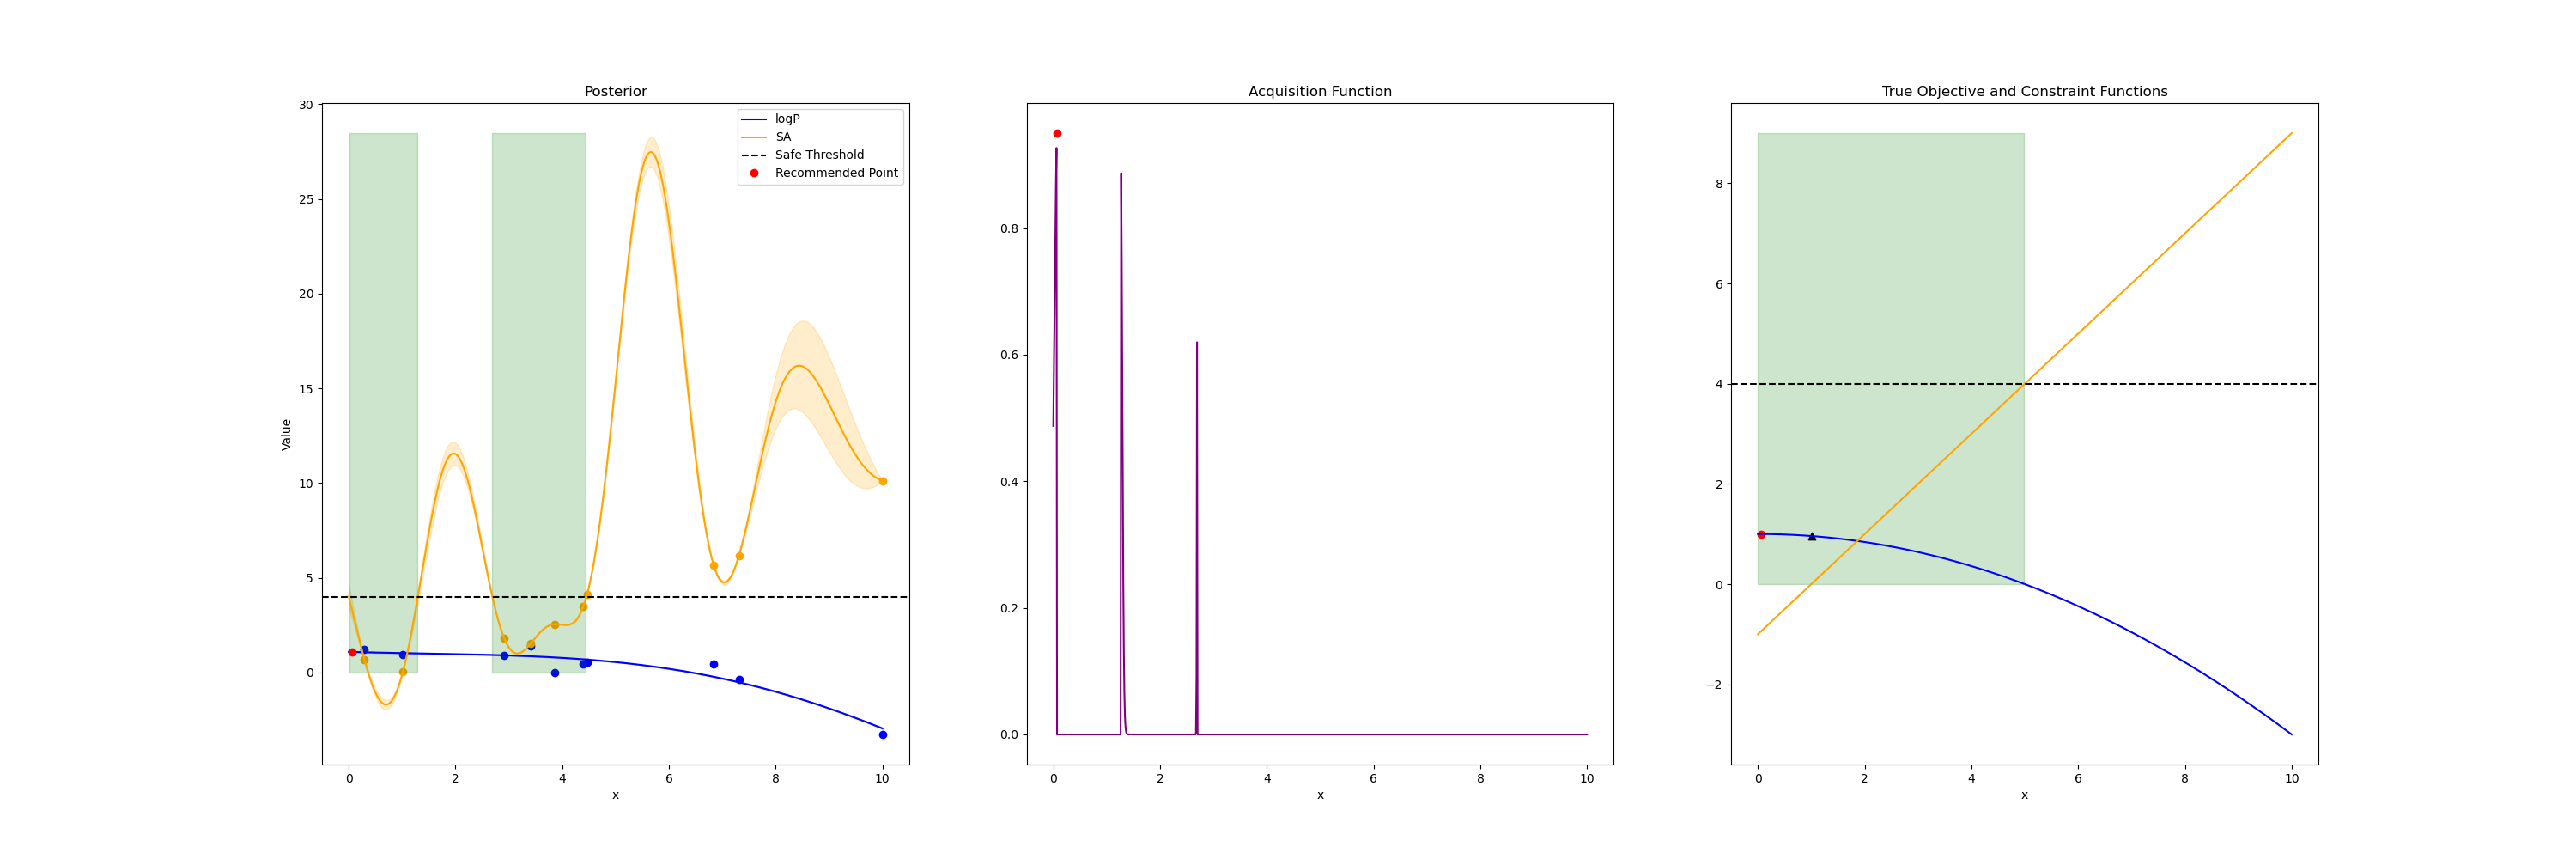 Posterior
30
25
20
15
10
5
0
Value
0 2 4 6 8 10
x
logP
SA
Safe Threshold
Recommended Point
Acquisition Function
0.8
0.6
0.4
0.2
0.0
0 2 4 6 8 10
x
True Objective and Constraint Functions
8
6
4
2
0
−2
0 2 4 6 8 10
x